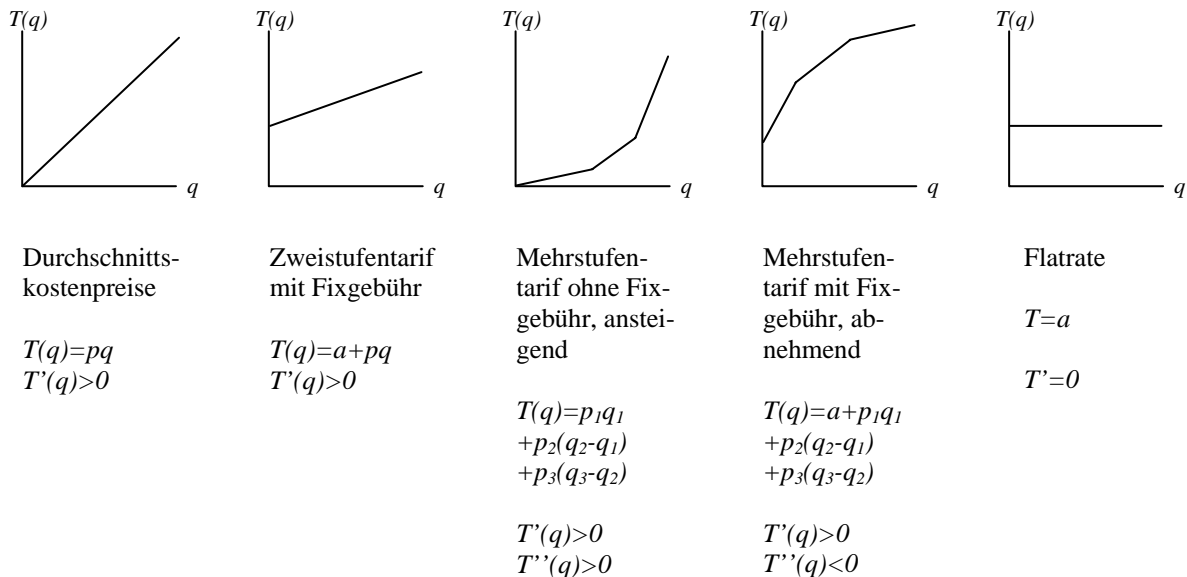 T(q)
q
T(q)
q
T(q)
q
T(q)
q
T(q)
q
Durchschnitts-
kostenpreise
T(q)=pq
T'(q)>0
Zweistufentarif
mit Fixgebühr
T(q)=a+pq
T'(q)>0
Mehrstufen-
tarif ohne Fix-
gebühr, anstei-
gend
T(q)=p₁q₁
+p₂(q₂-q₁)
+p₃(q₃-q₂)
T'(q)>0
T''(q)>0
Mehrstufen-
tarif mit Fix-
gebühr, ab-
nehmend
T(q)=a+p₁q₁
+p₂(q₂-q₁)
+p₃(q₃-q₂)
T'(q)>0
T''(q)<0
Flatrate
T=a
T'=0